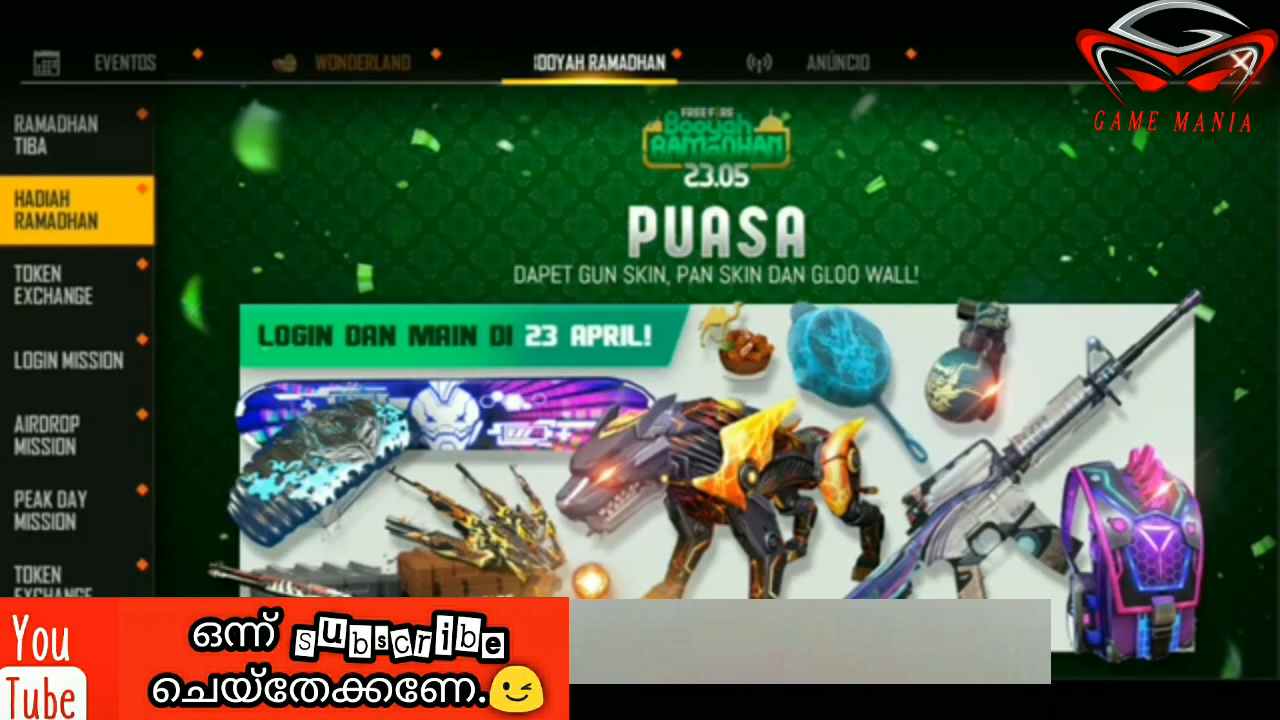 EVENTOS
WONDERLAND
BOOYAH RAMADHAN
ANÚNCIO
GAME MANIA
RAMADHAN
TIBA
HADIAH
RAMADHAN
TOKEN
EXCHANGE
LOGIN MISSION
AIRDROP
MISSION
PEAK DAY
MISSION
TOKEN
EXCHANGE
FREE FIRE
Booyah
RAMADHAN
23.05
PUASA
DAPET GUN SKIN, PAN SKIN DAN GLOO WALL!
LOGIN DAN MAIN DI 23 APRIL!
You
Tube
ഒന്ന് subscribe
ചെയ്തേക്കണേ.😉